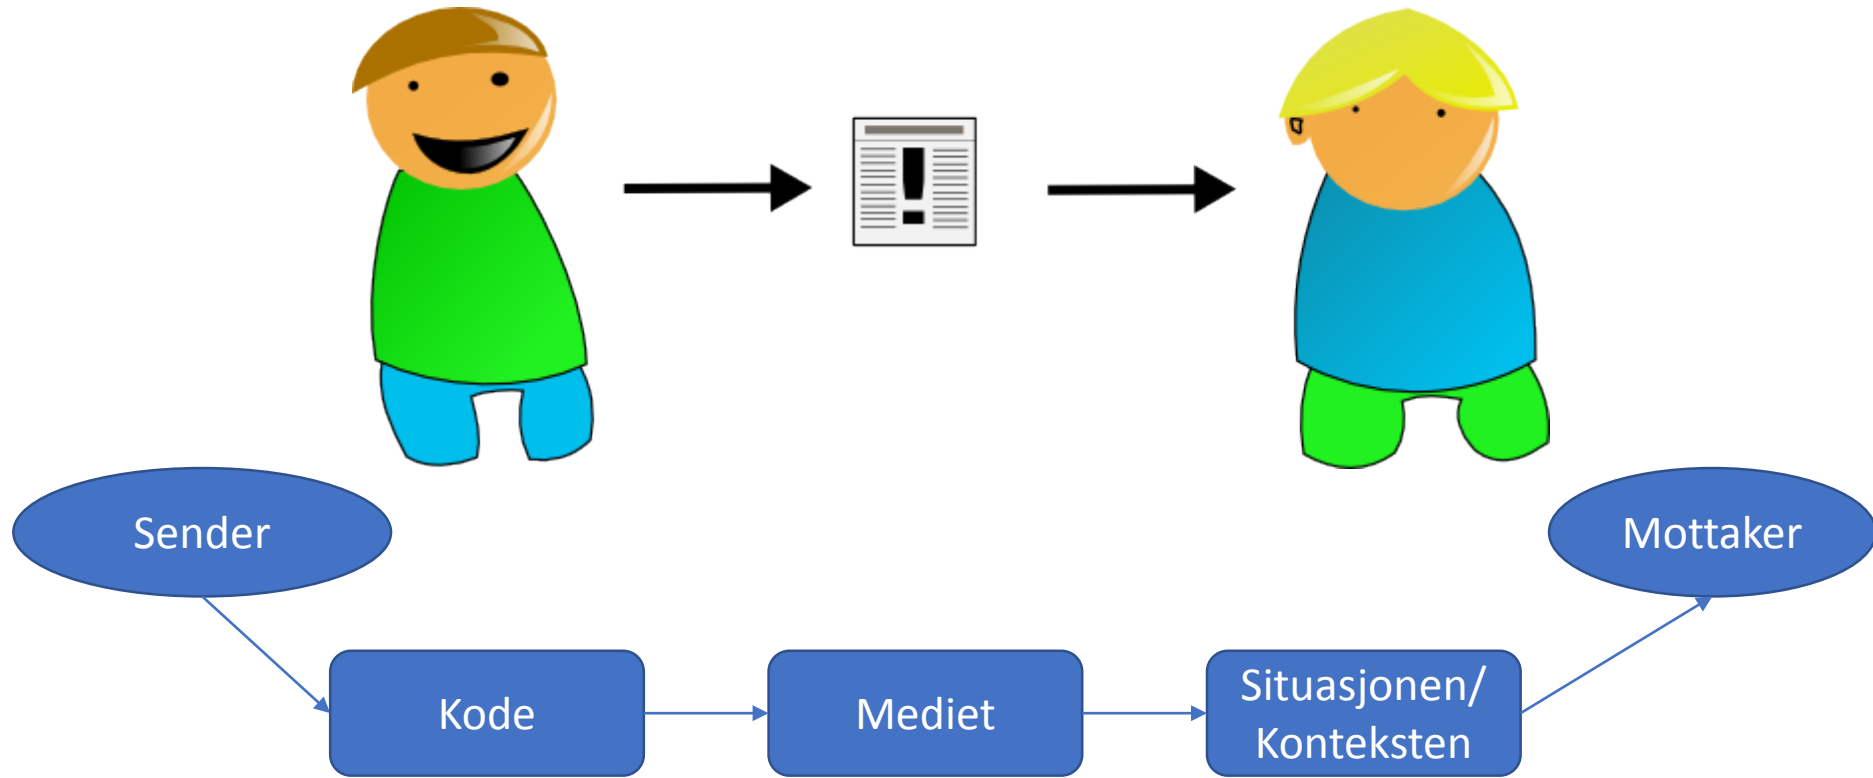 Sender
Mottaker
Kode
Mediet
Situasjonen/
Konteksten